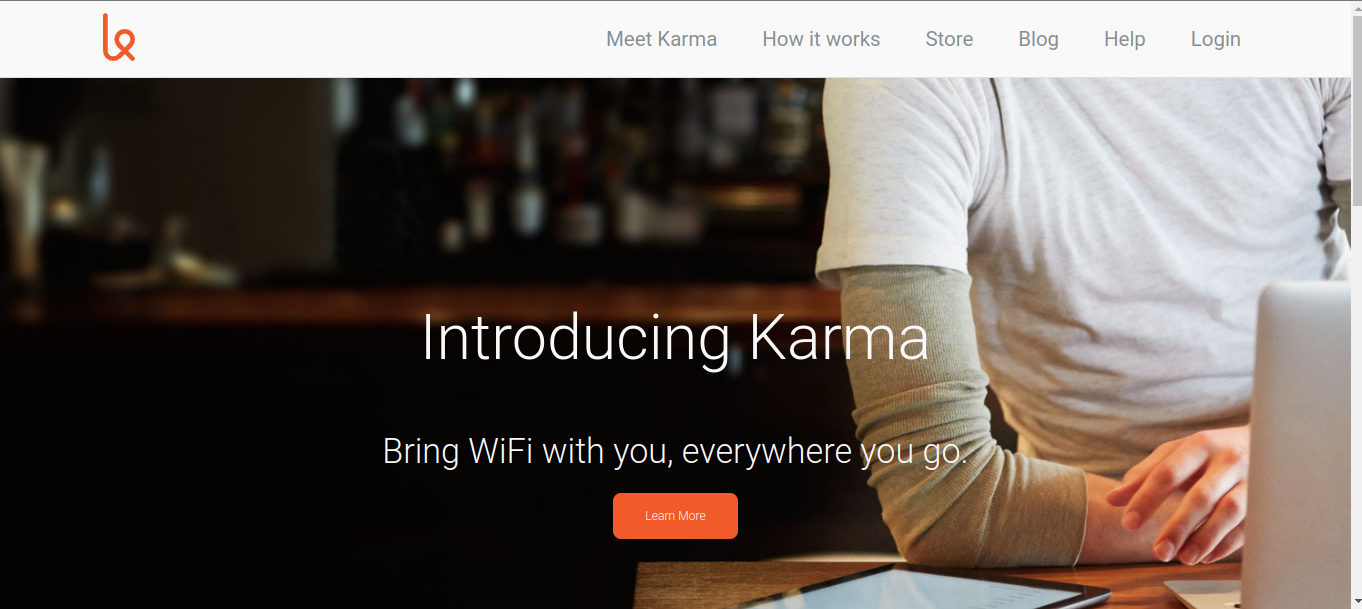 Meet Karma How it works Store Blog Help Login
Introducing Karma
Bring WiFi with you, everywhere you go.
Learn More